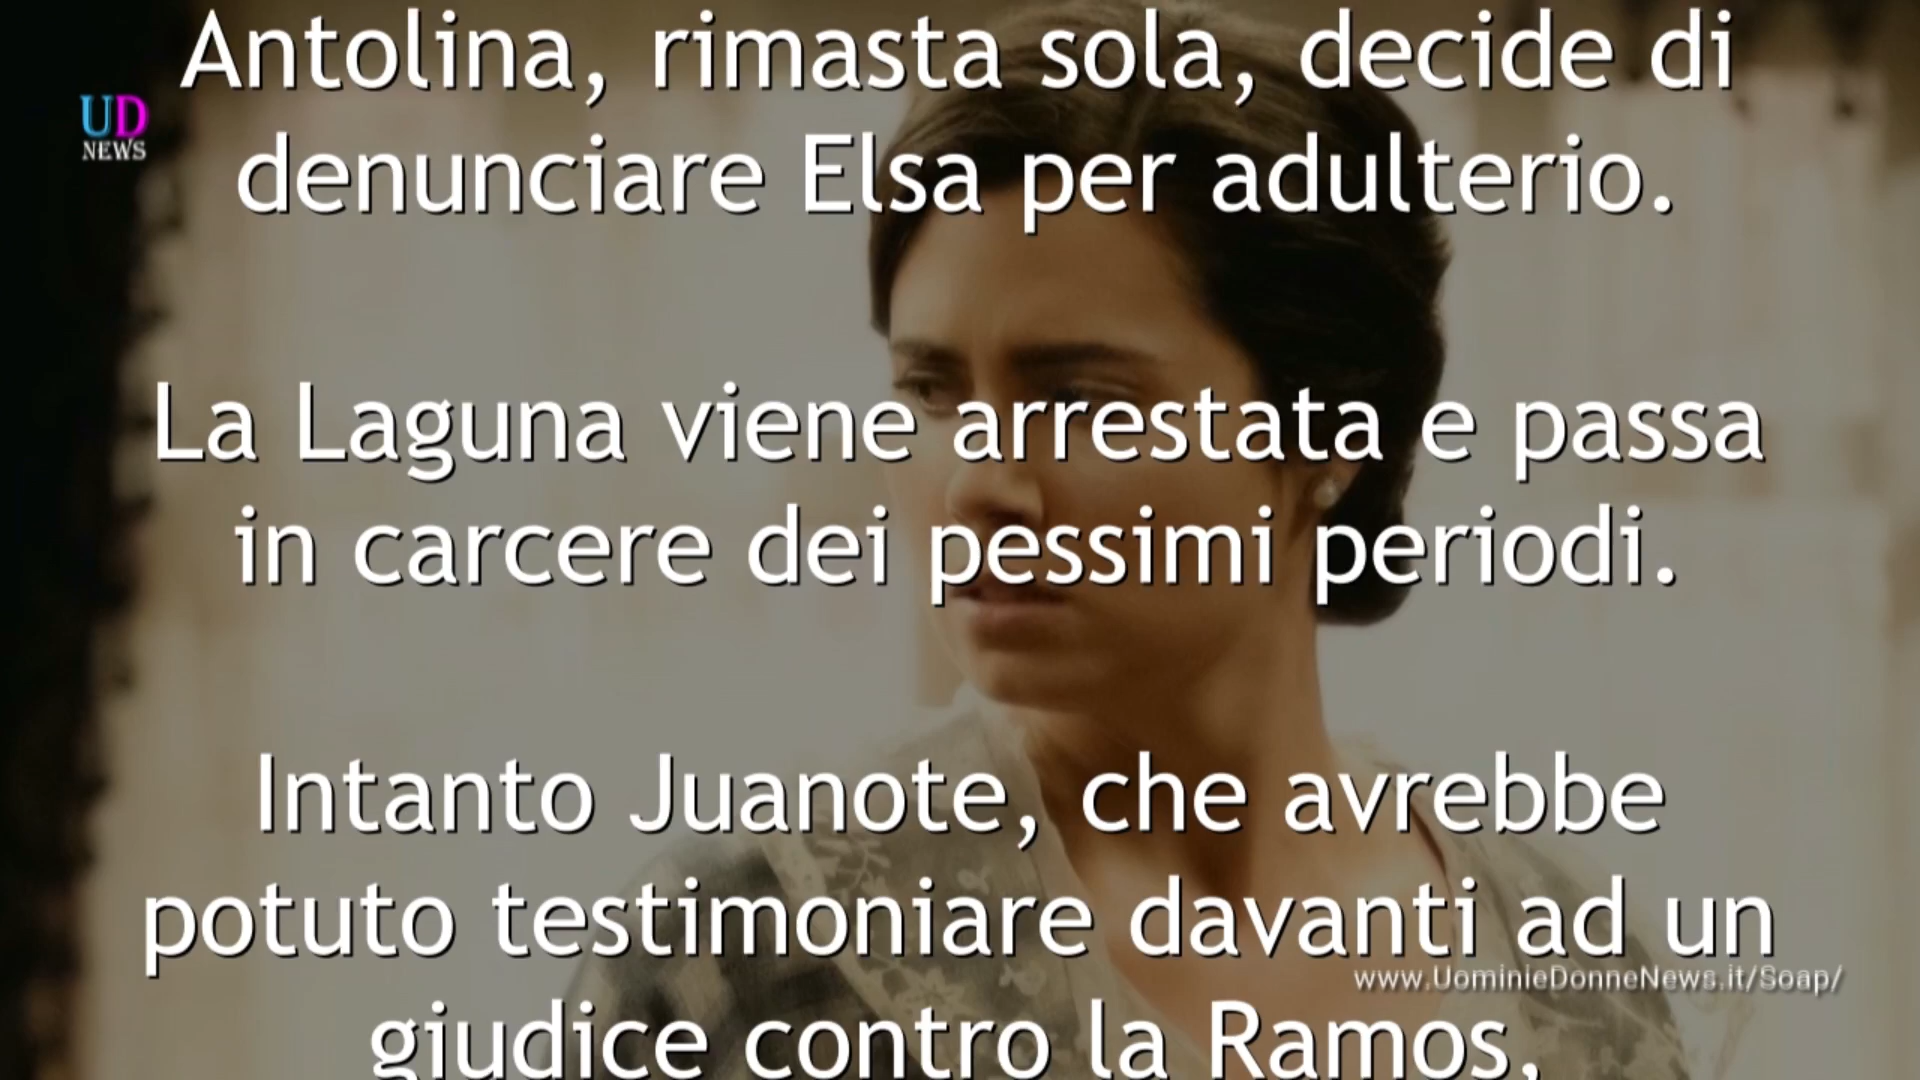 Antolina, rimasta sola, decide di
UD
NEWS
denunciare Elsa per adulterio.
La Laguna viene arrestata e passa
in carcere dei pessimi periodi.
Intanto Juanote, che avrebbe
potuto testimoniare davanti ad un
www.UominieDonneNews.it/Soap/
giudice contro la Ramos,